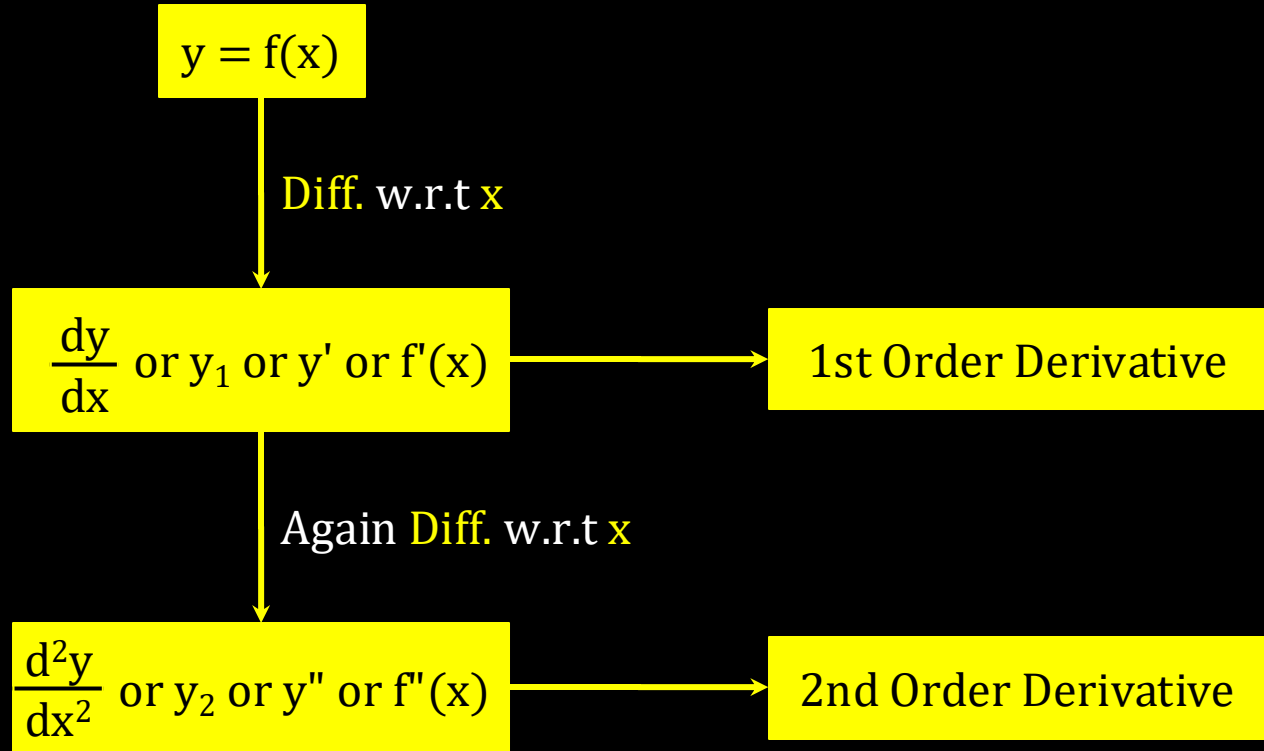 y = f(x)
Diff. w.r.t x
dy/dx or y₁ or y' or f'(x)
1st Order Derivative
Again Diff. w.r.t x
d²y/dx² or y₂ or y" or f"(x)
2nd Order Derivative